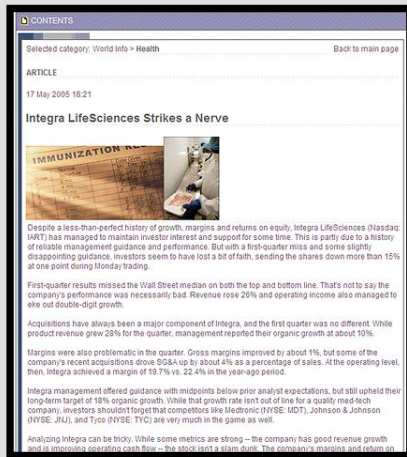 CONTENTS
Selected category: World Info > Health
Back to main page
ARTICLE
17 May 2005 18:21
Integra LifeSciences Strikes a Nerve
IMMUNIZATION RE
Despite a less-than-perfect history of growth, margins and returns on equity, Integra LifeSciences (Nasdaq:
IART) has managed to maintain investor interest and support for some time. This is partly due to a history
of reliable management guidance and performance. But with a first-quarter miss and some slightly
disappointing guidance, investors seem to have lost a bit of faith, sending the shares down more than 15%
at one point during Monday trading.
First-quarter results missed the Wall Street median on both the top and bottom line. That's not to say the
company's performance was necessarily bad. Revenue rose 26% and operating income also managed to
eke out double-digit growth.
Acquisitions have always been a major component of Integra, and the first quarter was no different. While
product revenue grew 28% for the quarter, management reported their organic growth at about 10%.
Margins were also problematic in the quarter. Gross margins improved by about 1%, but some of the
company's recent acquisitions drove SG&A up by about 4% as a percentage of sales. At the operating level,
then, Integra achieved a margin of 19.7% vs. 22.4% in the year-ago period.
Integra management offered guidance with midpoints below prior analyst expectations, but still upheld their
long-term target of 18% organic growth. While that growth rate isn't out of line for a quality med-tech
company, investors shouldn't forget that competitors like Medtronic (NYSE: MDT), Johnson & Johnson
(NYSE: JNJ), and Tyco (NYSE: TYC) are very much in the game as well.
Analyzing Integra can be tricky. While some metrics are strong -- the company has good revenue growth
and is improving operating cash flow -- the stock isn't a slam dunk. The company's margins and return on